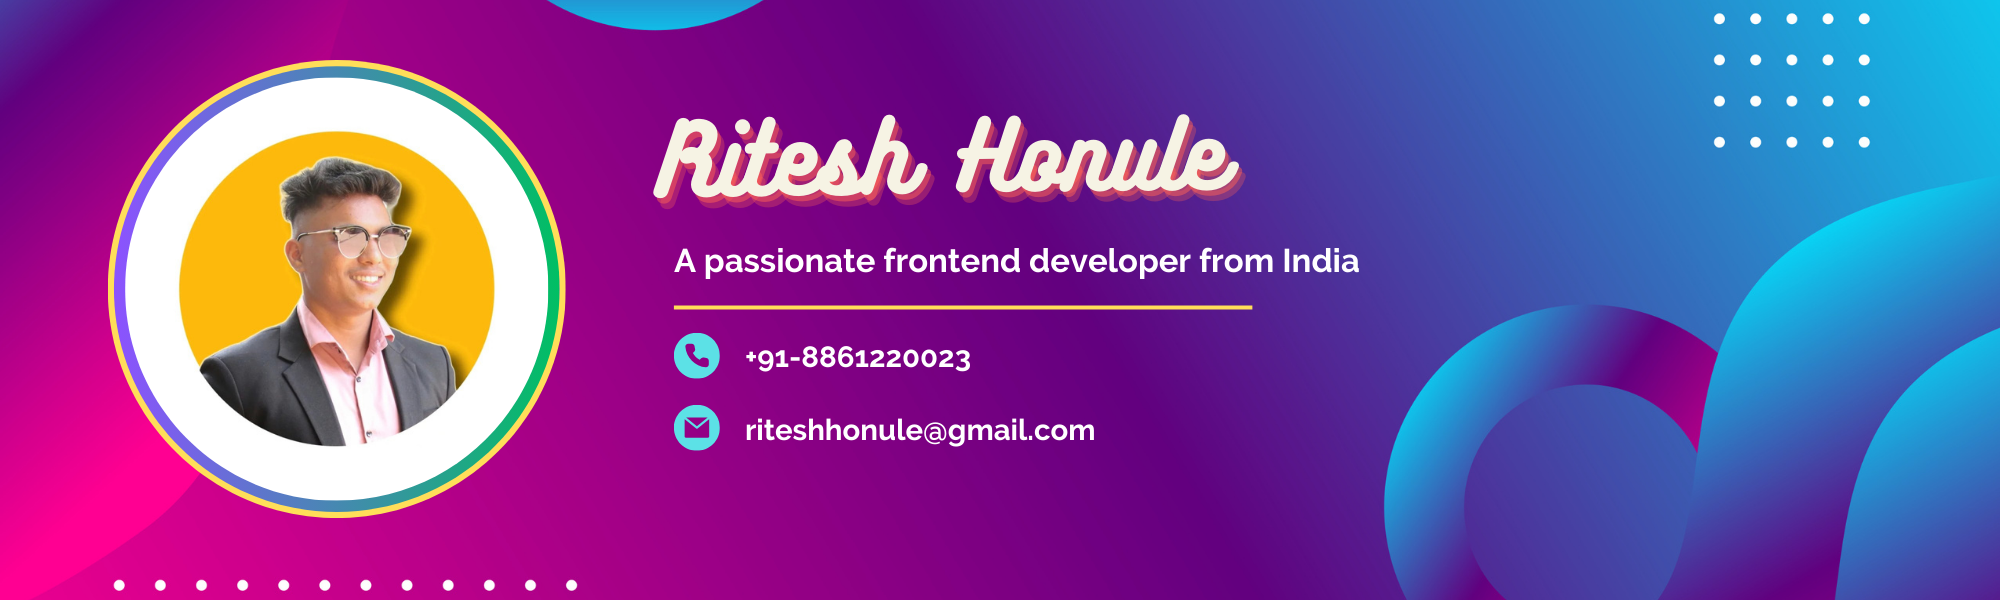 Ritesh Honule
A passionate frontend developer from India
+91-8861220023
riteshhonule@gmail.com